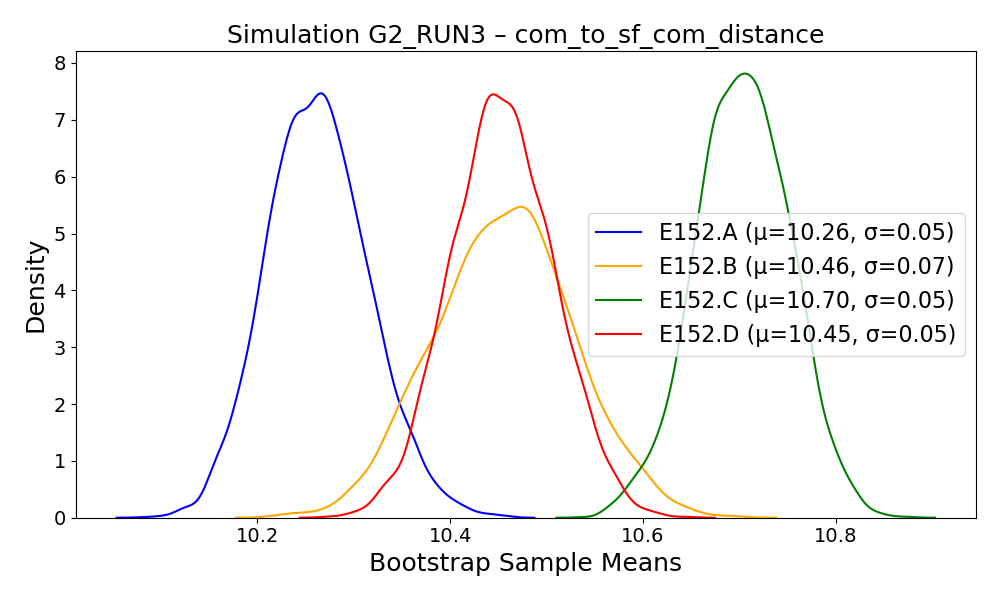 Simulation G2_RUN3 – com_to_sf_com_distance
8
7
6
5
4
3
2
1
0
Density
E152.A (μ=10.26, σ=0.05)
E152.B (μ=10.46, σ=0.07)
E152.C (μ=10.70, σ=0.05)
E152.D (μ=10.45, σ=0.05)
10.2 10.4 10.6 10.8
Bootstrap Sample Means